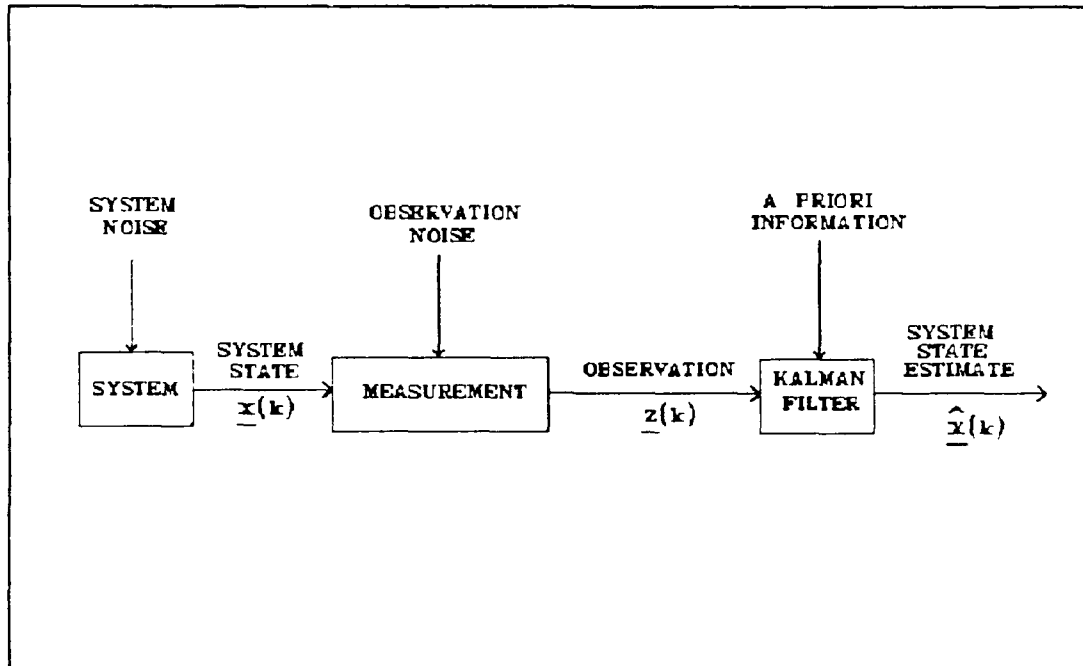 SYSTEM
NOISE
OBSERVATION
NOISE
A PRIORI
INFORMATION
SYSTEM
SYSTEM
STATE
x(k)
MEASUREMENT
OBSERVATION
z(k)
KALMAN
FILTER
SYSTEM
STATE
ESTIMATE
x̂(k)